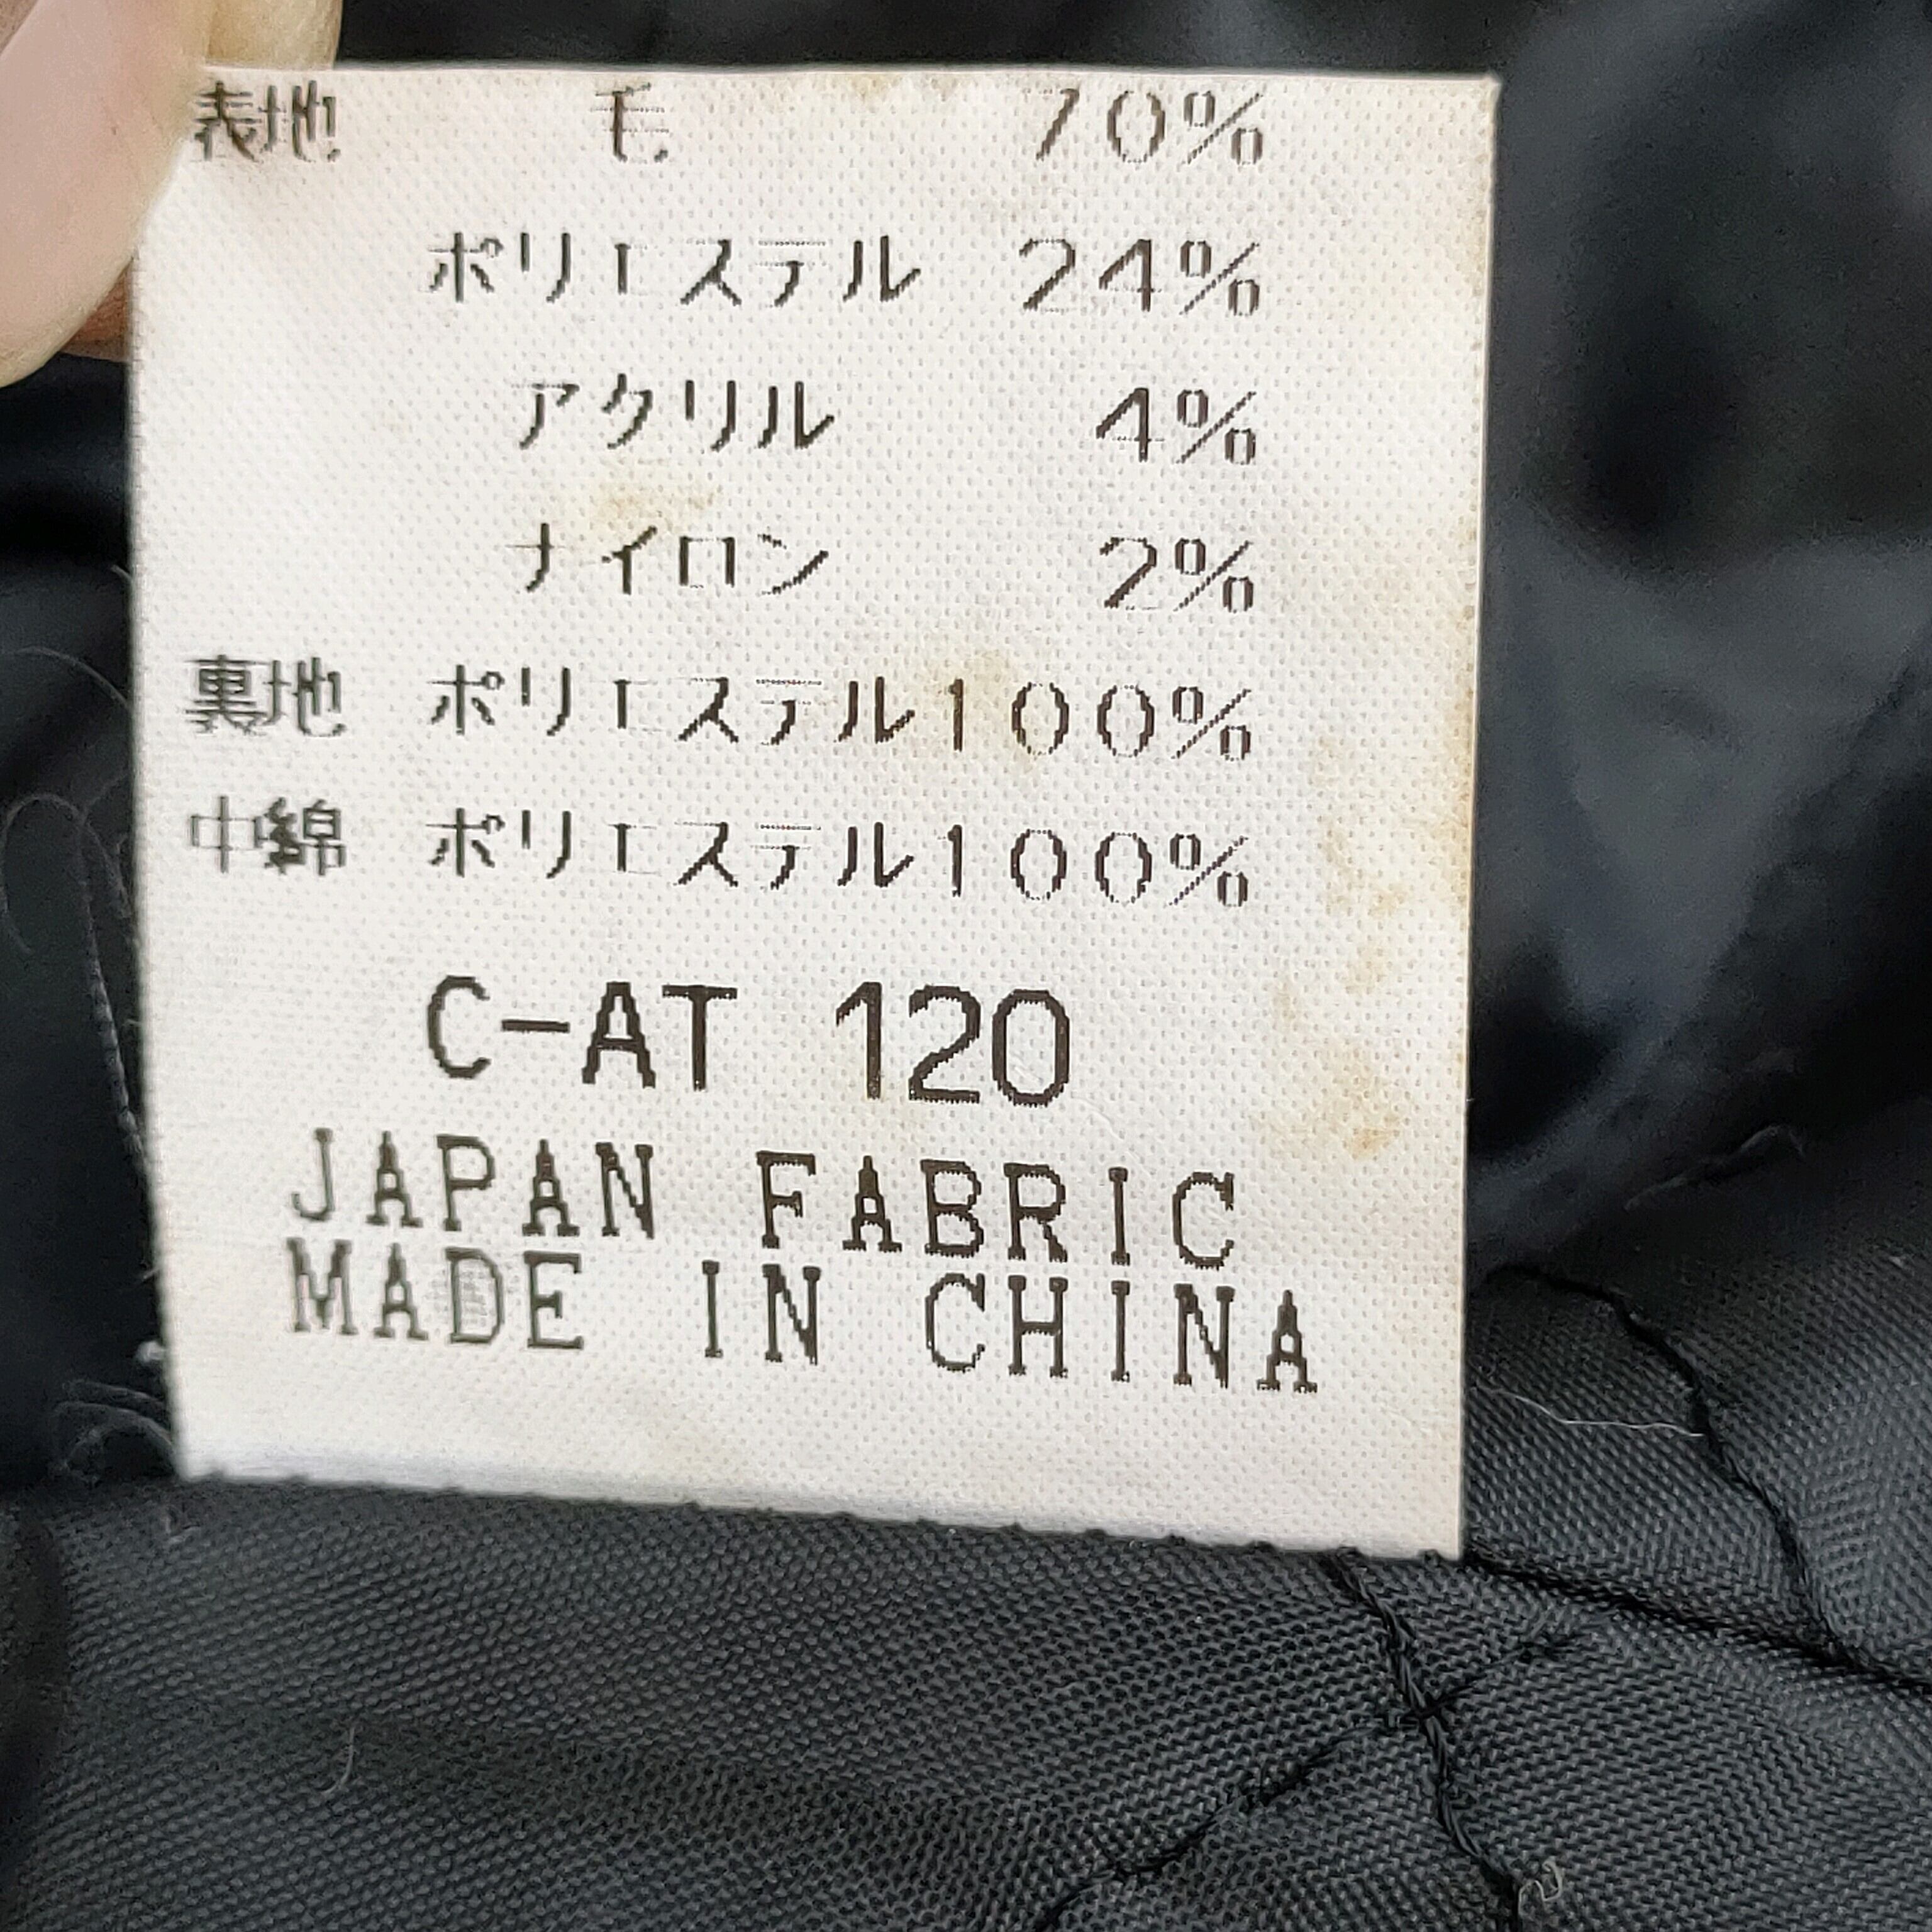 表地 毛 70%
ポリエステル 24%
アクリル 4%
ナイロン 2%
裏地 ポリエステル100%
中綿 ポリエステル100%
C-AT 120
JAPAN FABRIC
MADE IN CHINA